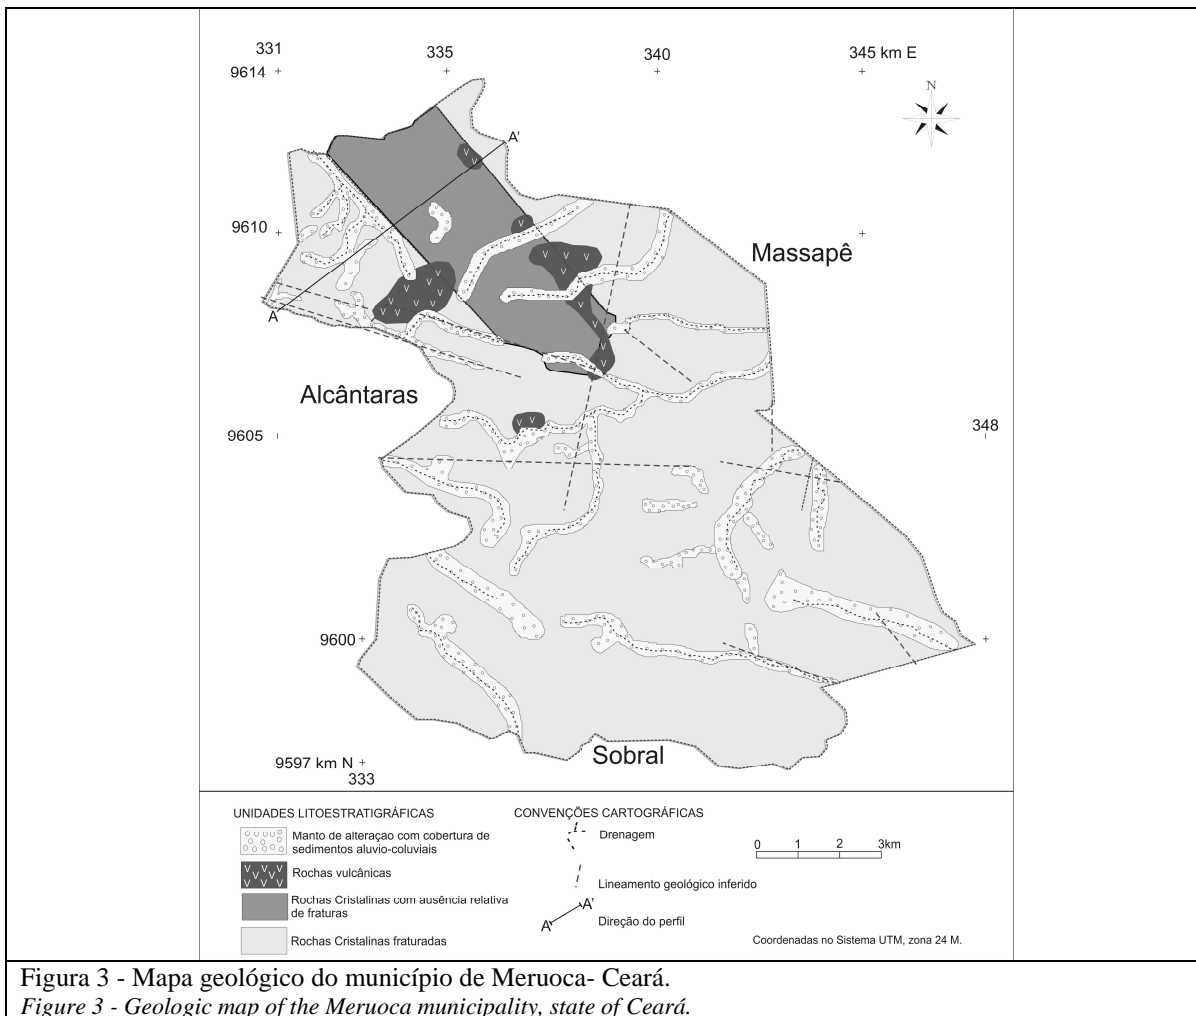 331
335
340
345 km E
9614
N
A'
9610
Massapê
A
Alcântaras
9605
348
9600
Sobral
9597 km N
333
UNIDADES LITOESTRATIGRÁFICAS
Manto de alteração com cobertura de
sedimentos aluvio-coluviais
Rochas vulcânicas
Rochas Cristalinas com ausência relativa
de fraturas
Rochas Cristalinas fraturadas
CONVENÇÕES CARTOGRÁFICAS
Drenagem
Lineamento geológico inferido
A A'
Direção do perfil
0 1 2 3km
Coordenadas no Sistema UTM, zona 24 M.
Figura 3 - Mapa geológico do município de Meruoca- Ceará.
Figure 3 - Geologic map of the Meruoca municipality, state of Ceará.